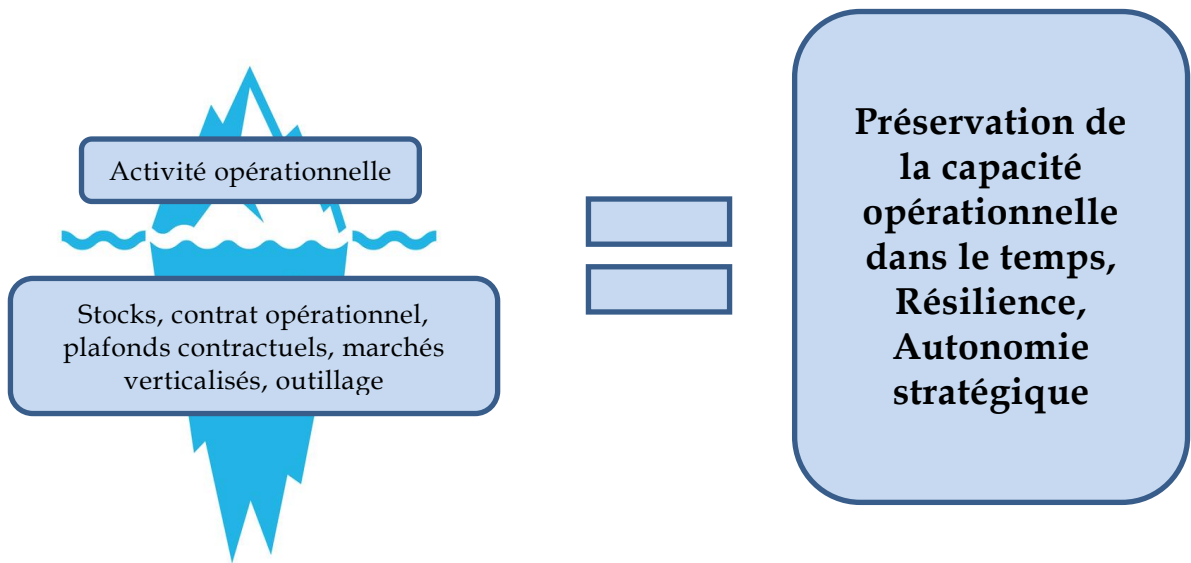 Activité opérationnelle
Stocks, contrat opérationnel,
plafonds contractuels, marchés
verticalisés, outillage
Préservation de
la capacité
opérationnelle
dans le temps,
Résilience,
Autonomie
stratégique